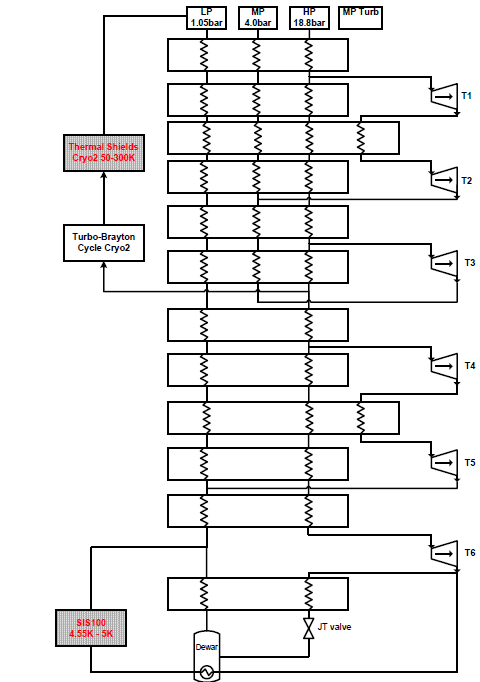 LP
1.05bar
MP
4.0bar
HP
18.8bar
MP Turb
T1
Thermal Shields
Cryo2 50-300K
T2
Turbo-Brayton
Cycle Cryo2
T3
T4
T5
T6
SIS100
4.55K - 5K
JT valve
Dewar